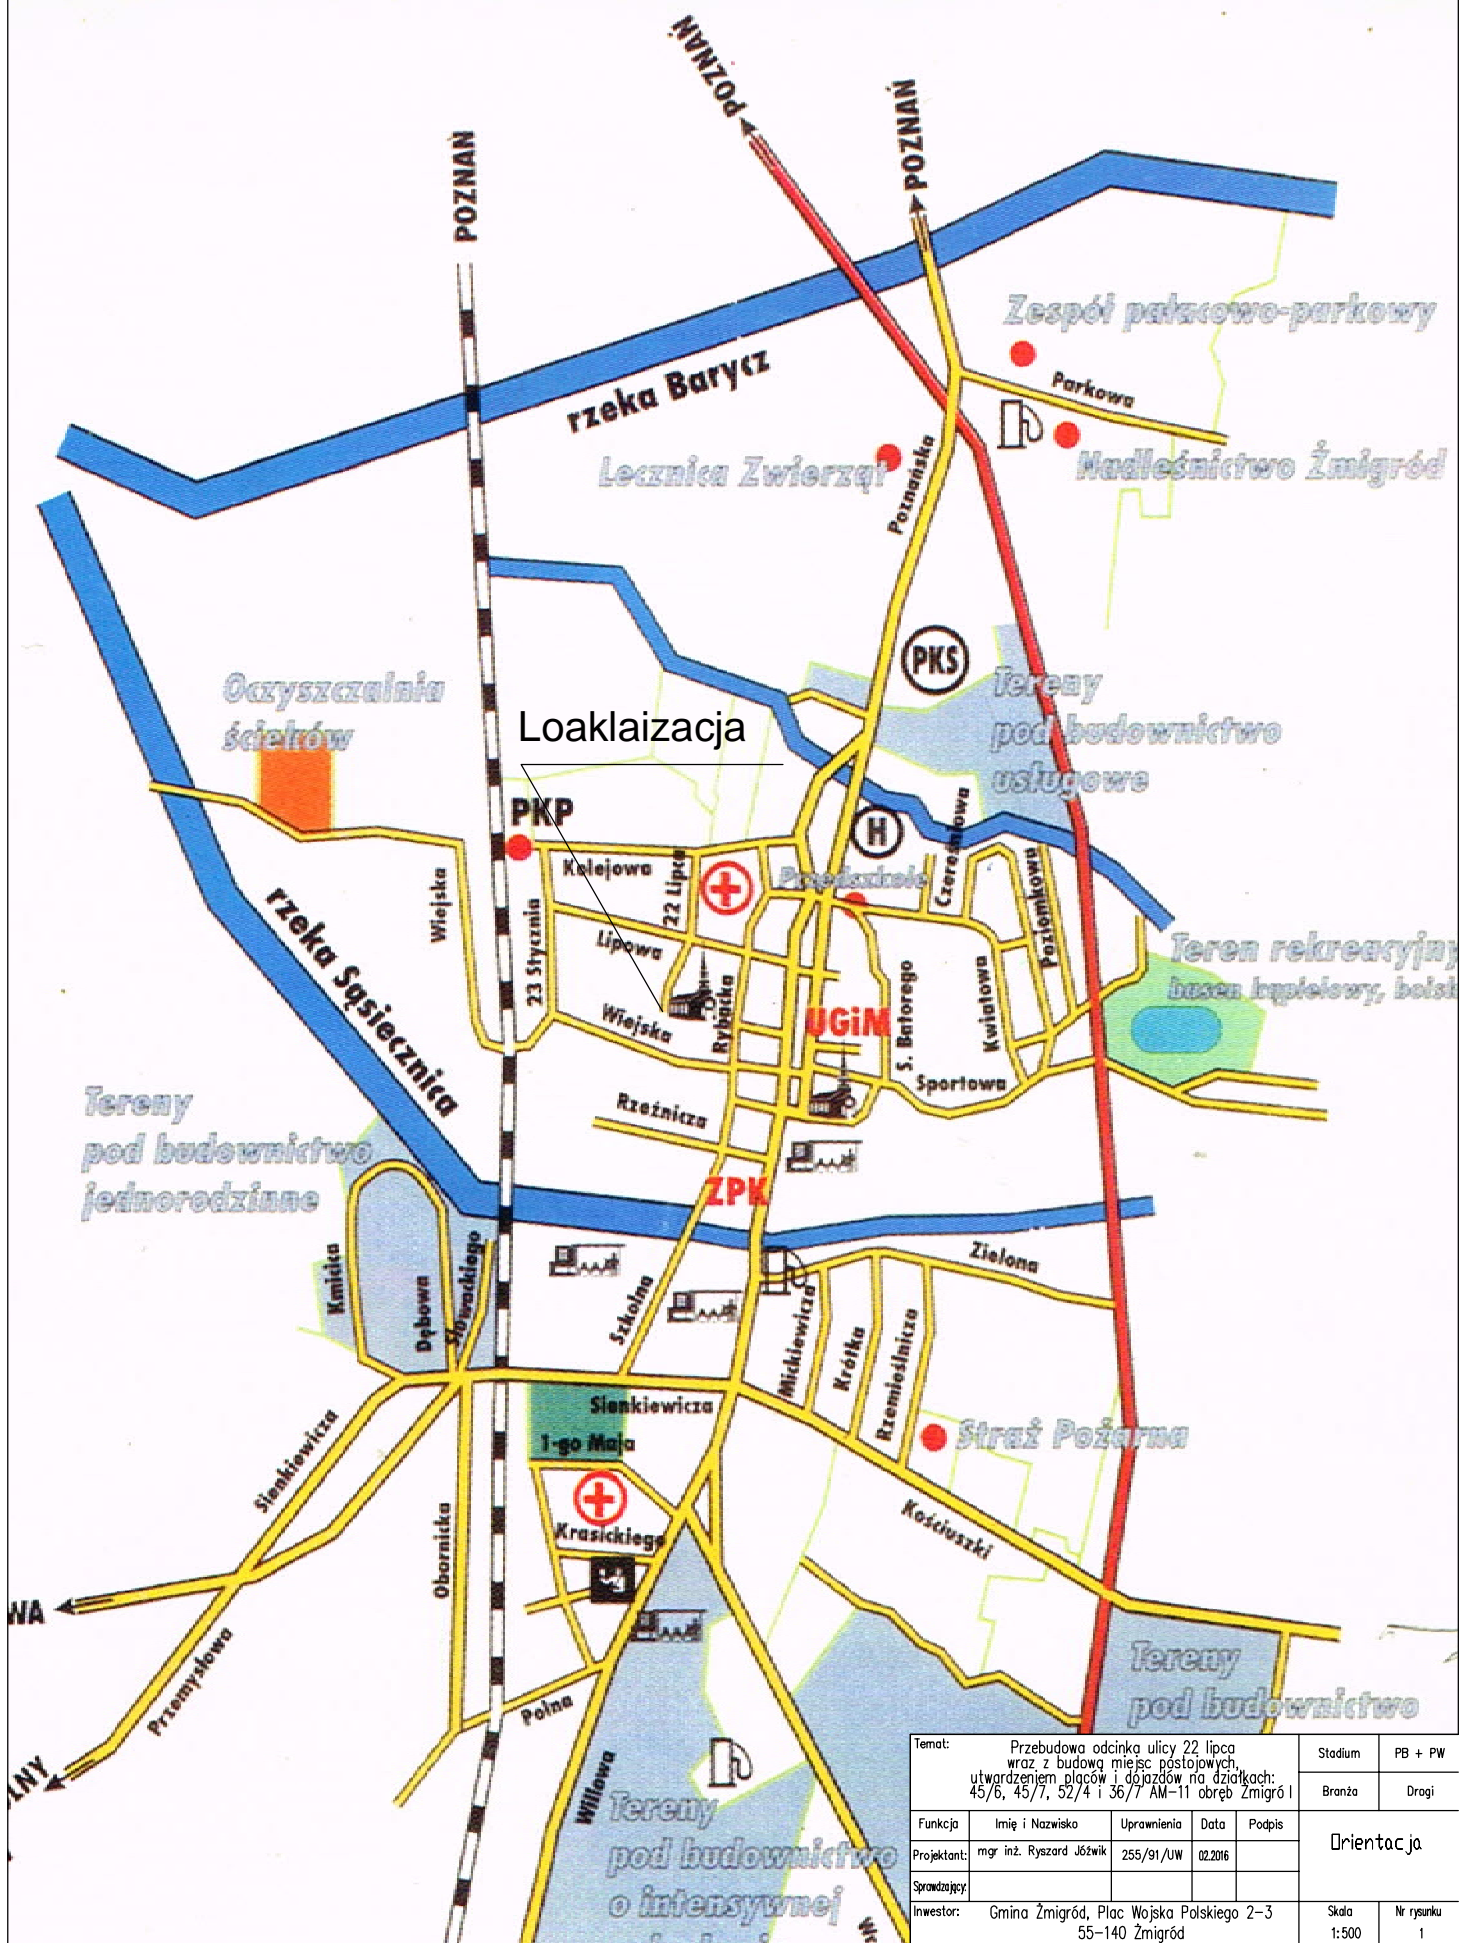 POZNAŃ
POZNAŃ
POZNAŃ
Zespół pałacowo-parkowy
rzeka Barycz
Parkowa
Lecznica Zwierząt
Nadleśnictwo Żmigród
Poznańska
PKS
Oczyszczalnia
ścieków
Tereny
pod budownictwo
usługowe
Loaklaizacja
PKP
H
Kolejowa
22 Lipca
Przedszkole
Czereśniowa
Poziomkowa
Wiejska
23 Stycznia
Lipowa
rzeka Sąsiecznica
Teren rekreacyjny
basen kąpielowy, boisk
Wiejska
Rybacka
UGiM
S. Batorego
Kwiatowa
Sportowa
Rzeźnicza
Tereny
pod budownictwo
jednorodzinne
ZPK
Kmicica
Dębowa
Słowackiego
Szkolna
Zielona
Mickiewicza
Krótka
Rzemieślnicza
Sienkiewicza
1-go Maja
Straż Pożarna
Sienkiewicza
Obornicka
Krasickiego
Kościuszki
WA
Przemysłowa
Polna
Tereny
pod budownictwo
LNY
Willowa
Tereny
pod budownictwo
o intensywnej
Temat:
Przebudowa odcinka ulicy 22 lipca
wraz z budową miejsc postojowych,
utwardzeniem placów i dojazdów na działkach:
45/6, 45/7, 52/4 i 36/7 AM-11 obręb Żmigró I
Stadium PB + PW
Branża Drogi
Funkcja Imię i Nazwisko Uprawnienia Data Podpis
Orientacja
Projektant: mgr inż. Ryszard Jóźwik 255/91/UW 02.2016
Sprawdzający:
Inwestor: Gmina Żmigród, Plac Wojska Polskiego 2-3
55-140 Żmigród
Skala Nr rysunku
1:500 1